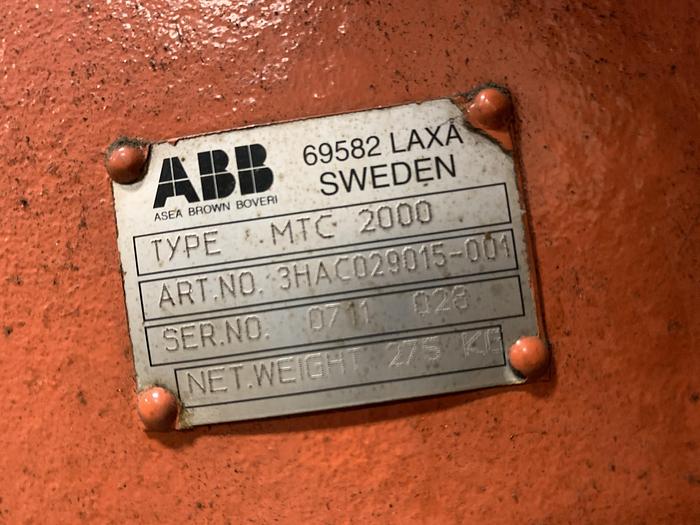 ABB
ASEA BROWN BOVERI
69582 LAXA
SWEDEN
TYPE MTC 2000
ART.NO. 3HAC029015-001
SER.NO. 0711 028
NET.WEIGHT 275 KG